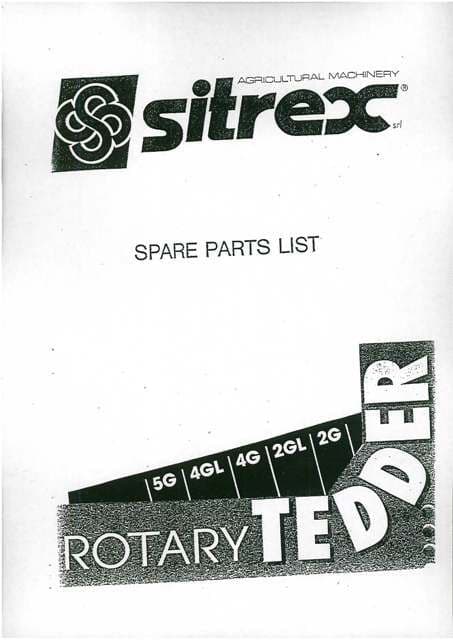 AGRICULTURAL MACHINERY
sitrex®
srl
SPARE PARTS LIST
5G 4GL 4G 2GL 2G
ROTARY TEDDER